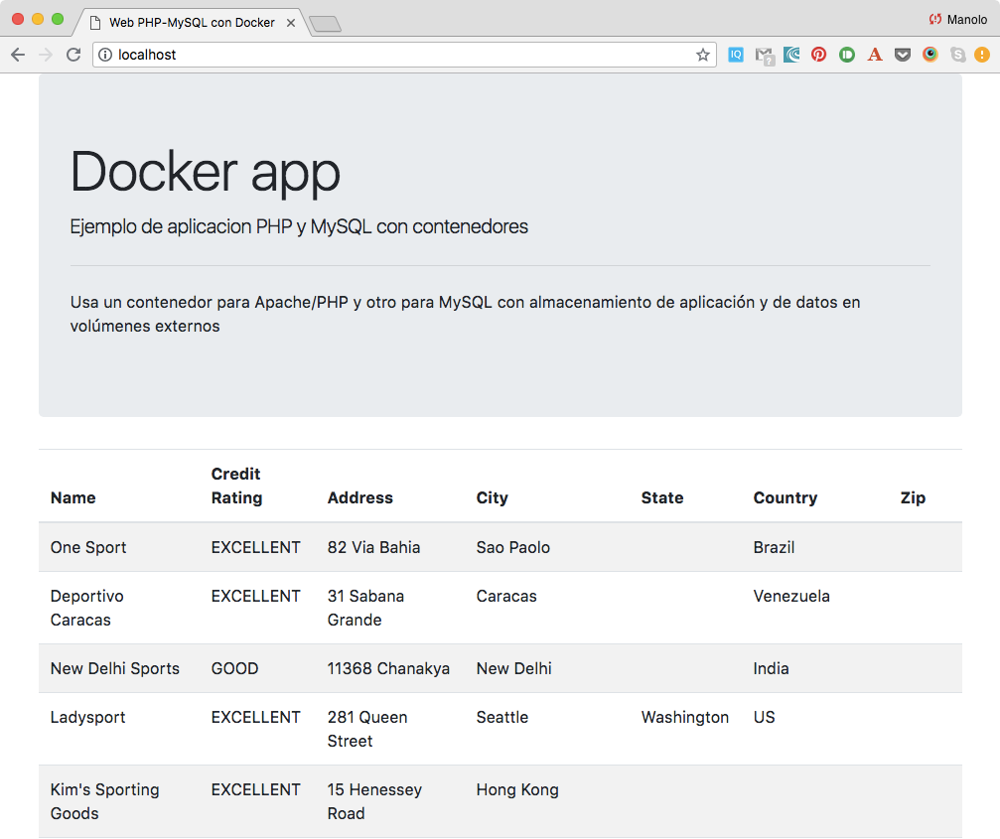 Web PHP-MySQL con Docker
Manolo
localhost
IQ
Docker app
Ejemplo de aplicacion PHP y MySQL con contenedores
Usa un contenedor para Apache/PHP y otro para MySQL con almacenamiento de aplicación y de datos en
volúmenes externos
Name Credit Rating Address City State Country Zip
One Sport EXCELLENT 82 Via Bahia Sao Paolo Brazil
Deportivo Caracas EXCELLENT 31 Sabana Grande Caracas Venezuela
New Delhi Sports GOOD 11368 Chanakya New Delhi India
Ladysport EXCELLENT 281 Queen Street Seattle Washington US
Kim's Sporting Goods EXCELLENT 15 Henessey Road Hong Kong